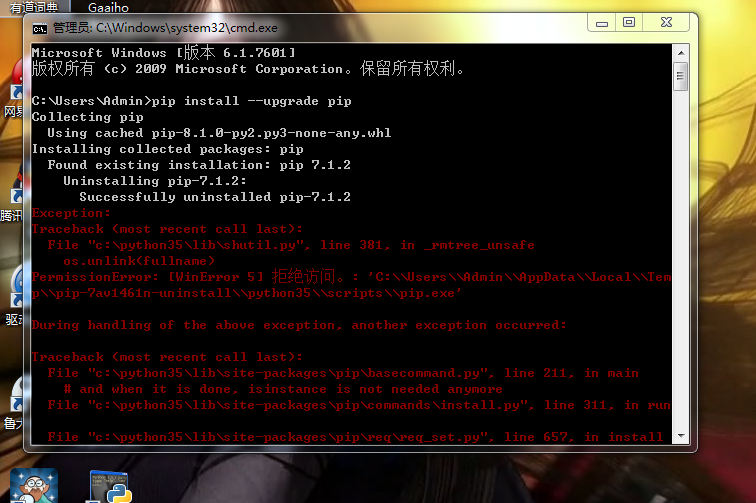 有道词典
Gaaiho
管理员: C:\Windows\system32\cmd.exe
Microsoft Windows [版本 6.1.7601]
版权所有 (c) 2009 Microsoft Corporation。保留所有权利。
C:\Users\Admin>pip install --upgrade pip
Collecting pip
Using cached pip-8.1.0-py2.py3-none-any.whl
Installing collected packages: pip
Found existing installation: pip 7.1.2
Uninstalling pip-7.1.2:
Successfully uninstalled pip-7.1.2
Exception:
Traceback (most recent call last):
File "c:\python35\lib\shutil.py", line 381, in _rmtree_unsafe
os.unlink(fullname)
PermissionError: [WinError 5] 拒绝访问。: 'C:\\Users\\Admin\\AppData\\Local\\Tem
p\\pip-7av1461n-uninstall\\python35\\scripts\\pip.exe'
During handling of the above exception, another exception occurred:
Traceback (most recent call last):
File "c:\python35\lib\site-packages\pip\basecommand.py", line 211, in main
# and when it is done, isinstance is not needed anymore
File "c:\python35\lib\site-packages\pip\commands\install.py", line 311, in run
File "c:\python35\lib\site-packages\pip\req\req_set.py", line 657, in install
网易
腾讯
驱动
鲁大